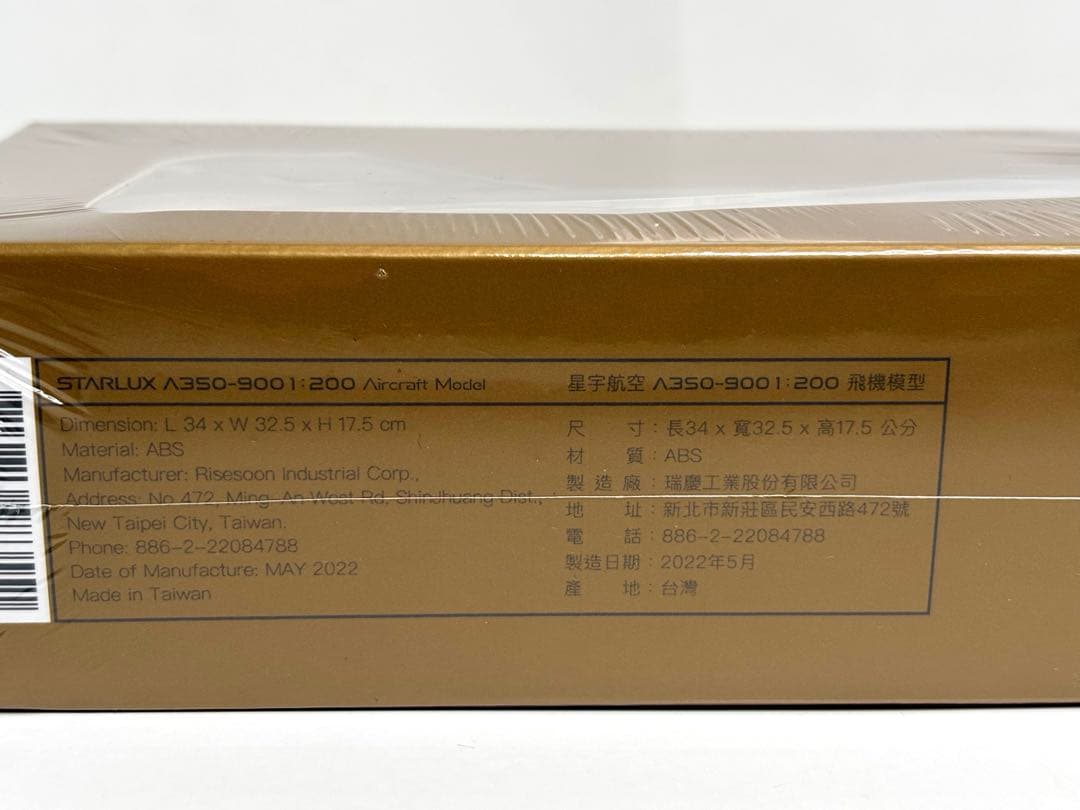 STARLUX A350-900 1:200 Aircraft Model
Dimension: L 34 x W 32.5 x H 17.5 cm
Material: ABS
Manufacturer: Risesoon Industrial Corp.,
Address: No 472, Ming-An West Rd, ShinJhuang Dist.,
New Taipei City, Taiwan.
Phone: 886-2-22084788
Date of Manufacture: MAY 2022
Made in Taiwan
星宇航空 A350-900 1:200 飛機模型
尺寸：長34 x 寬32.5 x 高17.5 公分
材質：ABS
製造廠：瑞慶工業股份有限公司
地址：新北市新莊區民安西路472號
電話：886-2-22084788
製造日期：2022年5月
產地：台灣